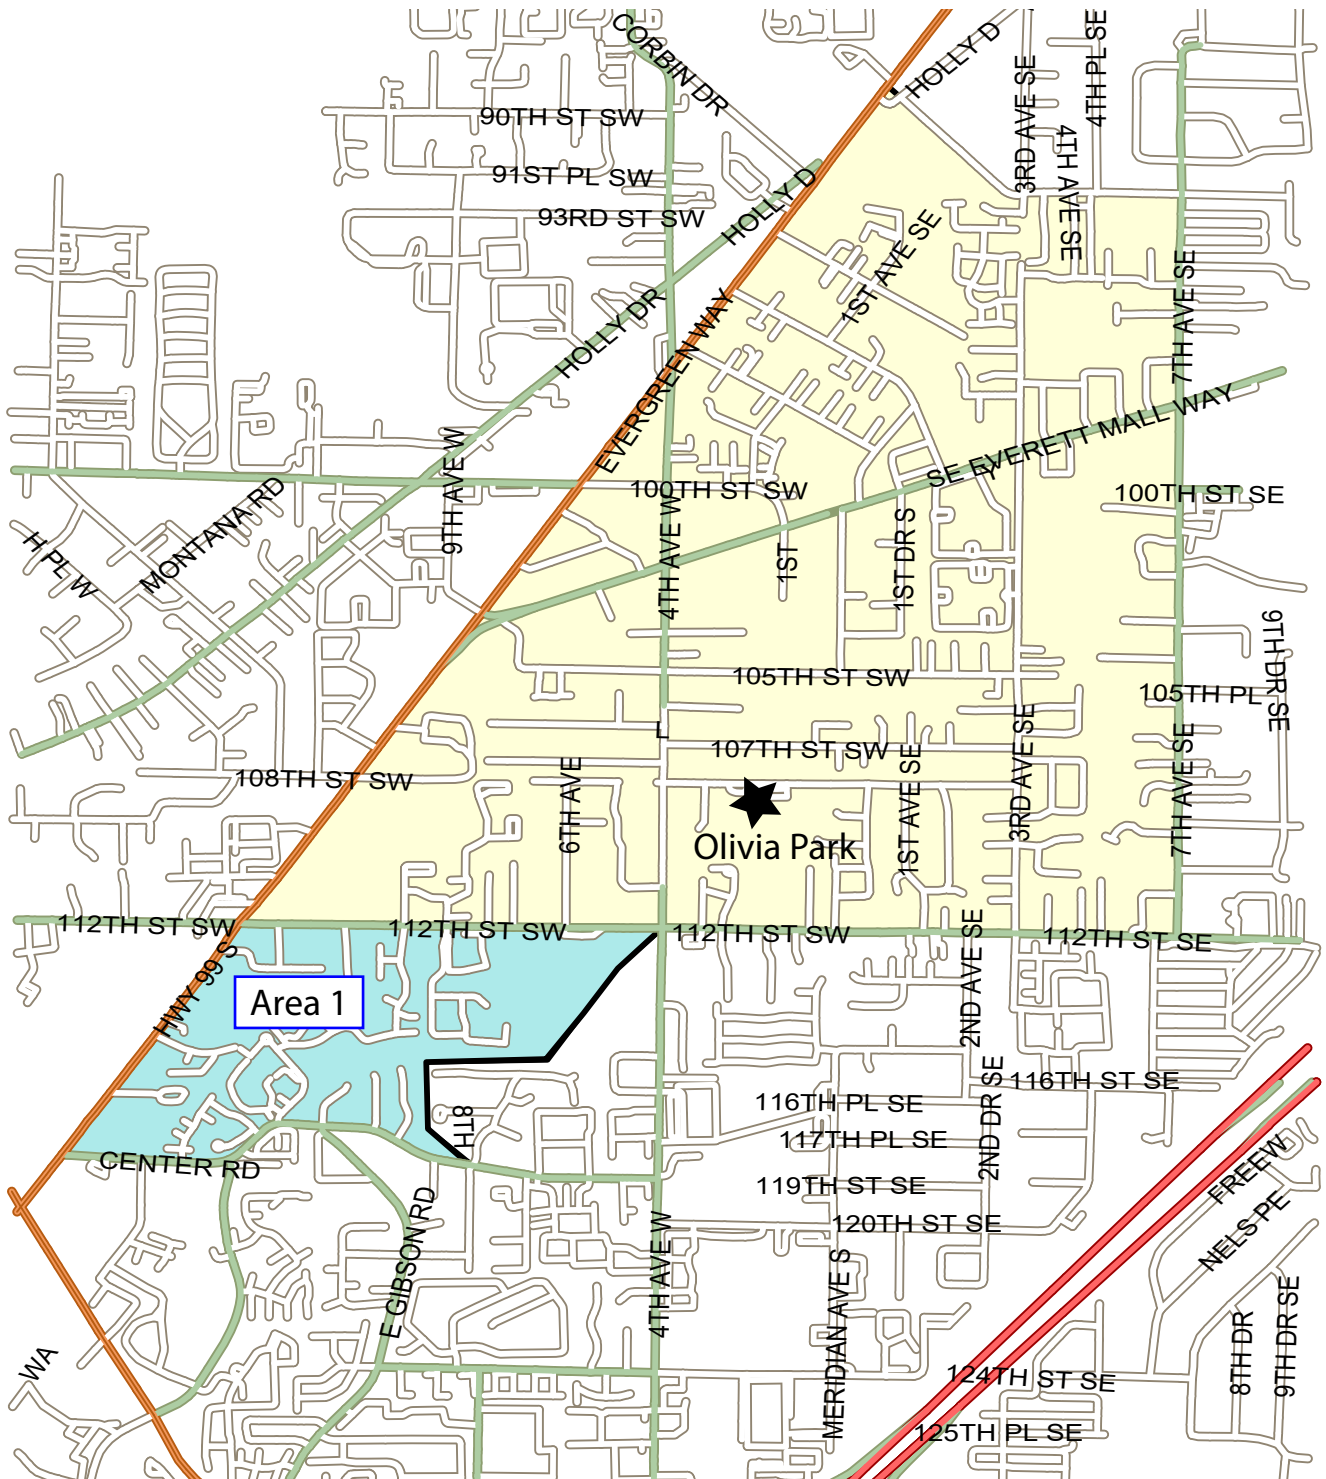 CORBIN DR
HOLLY D
3RD AVE SE
4TH PL SE
90TH ST SW
4TH AVE SE
91ST PL SW
HOLLY D
93RD ST SW
1ST AVE SE
7TH AVE SE
HOLLY DR
EVERGREEN WAY
SE EVERETT MALL WAY
Y
9TH AVE W
MONTANA RD
100TH ST SW
100TH ST SE
H PL W
4TH AVE W
1ST
1ST DR S
9TH DR SE
105TH ST SW
105TH PL
L
107TH ST SW
3RD AVE SE
7TH AVE SE
108TH ST SW
6TH AVE
1ST AVE SE
Olivia Park
112TH ST SW
112TH ST SW
112TH ST SW
112TH ST SE
HWY 99 S
Area 1
2ND AVE SE
116TH ST SE
2ND DR SE
116TH PL SE
8TH
117TH PL SE
CENTER RD
119TH ST SE
FREEW
120TH ST SE
NELS PE
E GIBSON RD
4TH AVE W
MERIDIAN AVE S
8TH DR
9TH DR SE
WA
124TH ST SE
125TH PL SE